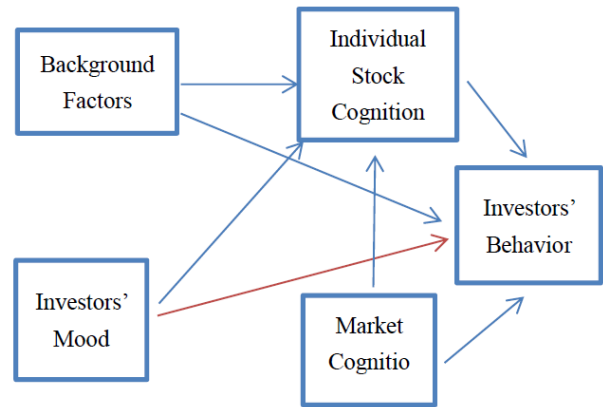 Background
Factors
Individual
Stock
Cognition
Investors’
Behavior
Investors’
Mood
Market
Cognitio